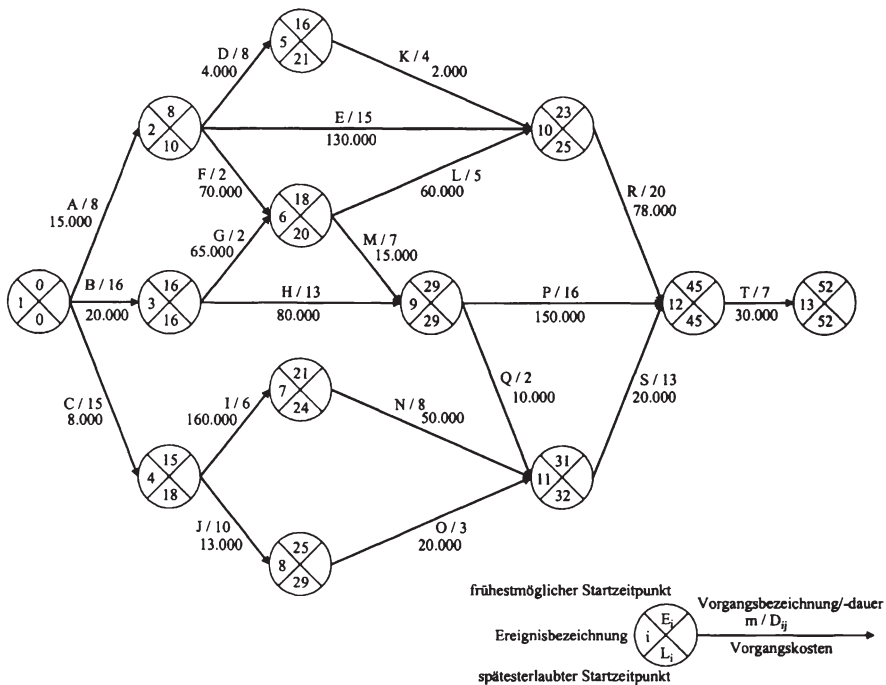 D / 8
4.000
5
16
21
K / 4
2.000
2
8
10
E / 15
130.000
10
23
25
F / 2
70.000
L / 5
60.000
A / 8
15.000
6
18
20
R / 20
78.000
G / 2
65.000
M / 7
15.000
1
0
0
B / 16
20.000
3
16
16
H / 13
80.000
9
29
29
P / 16
150.000
12
45
45
T / 7
30.000
13
52
52
C / 15
8.000
I / 6
160.000
7
21
24
N / 8
50.000
Q / 2
10.000
S / 13
20.000
4
15
18
11
31
32
J / 10
13.000
8
25
29
O / 3
20.000
frühestmöglicher Startzeitpunkt
Ereignisbezeichnung
i
Ei
Li
spätesterlaubter Startzeitpunkt
Vorgangsbezeichnung/-dauer
m / Dij
Vorgangskosten